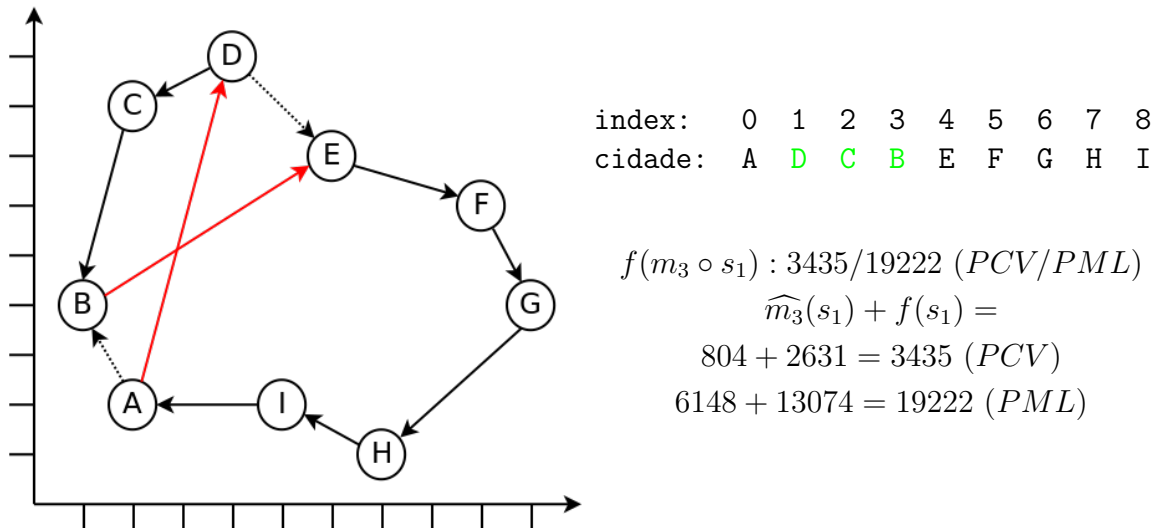 D
C
E
F
B
G
A
I
H
index: 0 1 2 3 4 5 6 7 8
cidade: A D C B E F G H I
f(m₃ ∘ s₁) : 3435/19222 (PCV/PML)
m̂₃(s₁) + f(s₁) =
804 + 2631 = 3435 (PCV)
6148 + 13074 = 19222 (PML)